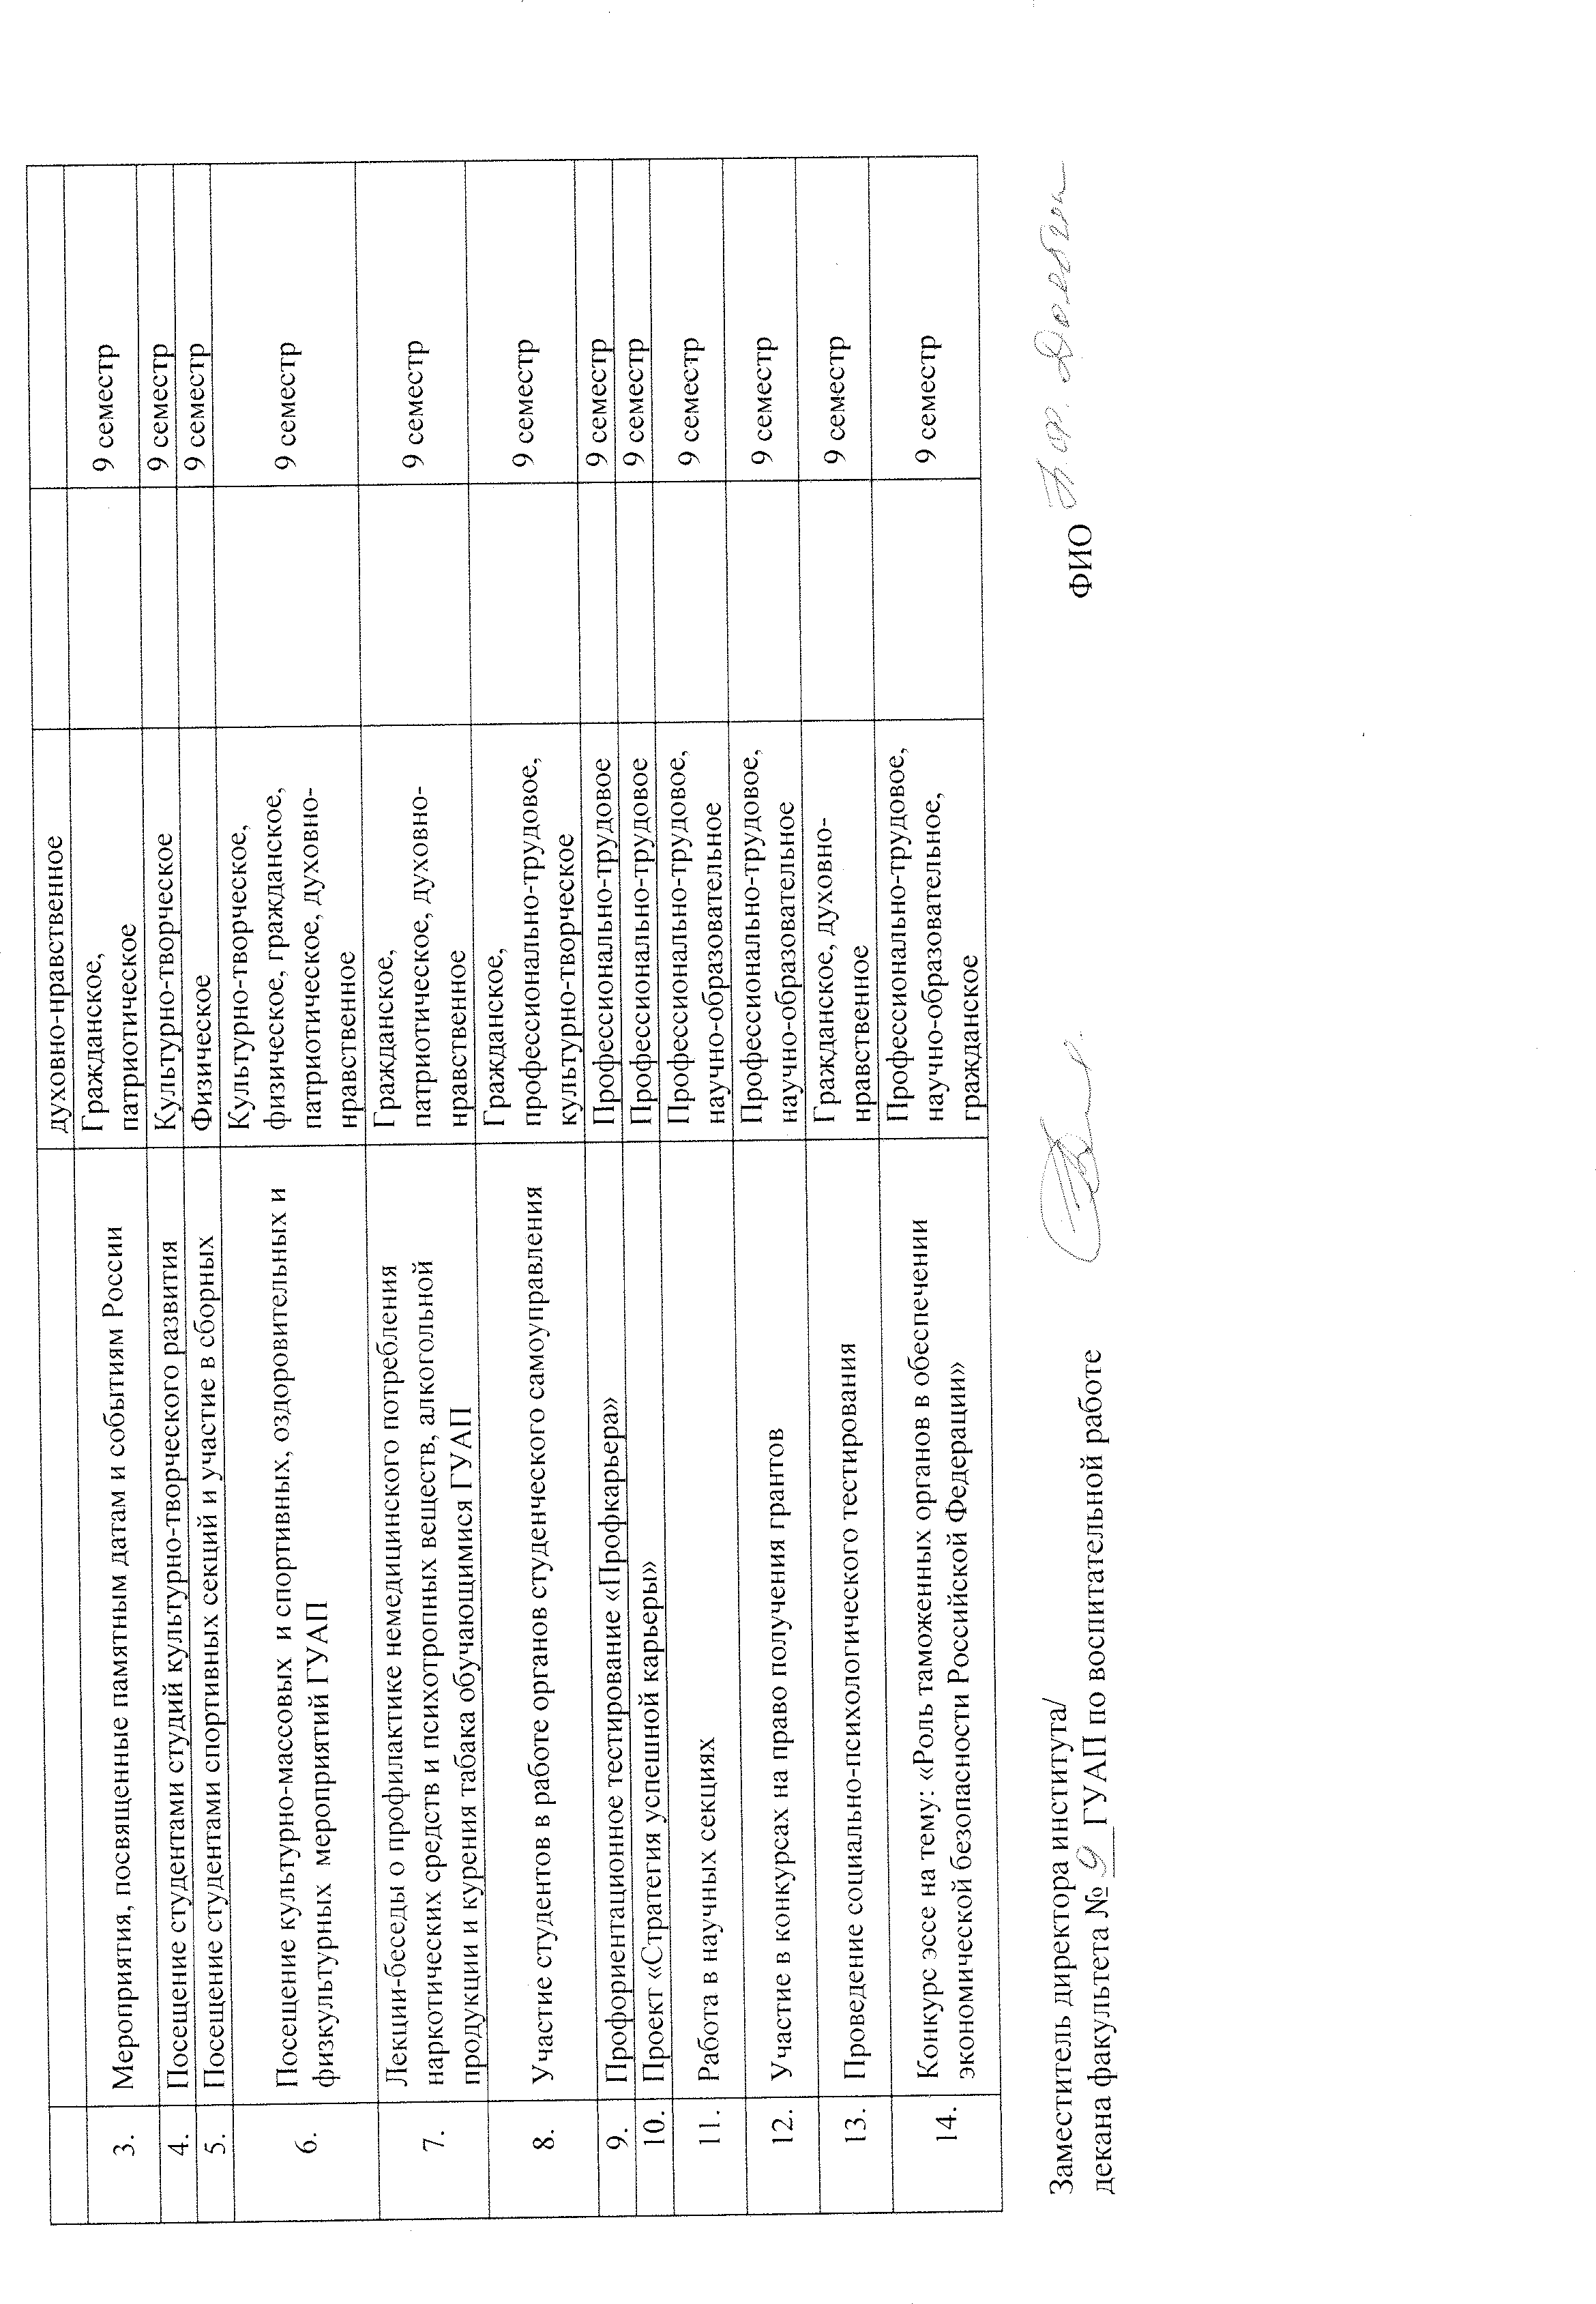 духовно-нравственное
3. Мероприятия, посвященные памятным датам и событиям России Гражданское, 9 семестр
патриотическое
4. Посещение студентами студий культурно-творческого развития Культурно-творческое 9 семестр
5. Посещение студентами спортивных секций и участие в сборных Физическое 9 семестр
6. Посещение культурно-массовых и спортивных, оздоровительных и Культурно-творческое, 9 семестр
физкультурных мероприятий ГУАП физическое, гражданское,
патриотическое, духовно-
нравственное
7. Лекции-беседы о профилактике немедицинского потребления Гражданское, 9 семестр
наркотических средств и психотропных веществ, алкогольной патриотическое, духовно-
продукции и курения табака обучающимися ГУАП нравственное
8. Участие студентов в работе органов студенческого самоуправления Гражданское, 9 семестр
профессионально-трудовое,
культурно-творческое
9. Профориентационное тестирование «Профкарьера» Профессионально-трудовое 9 семестр
10. Проект «Стратегия успешной карьеры» Профессионально-трудовое 9 семестр
11. Работа в научных секциях Профессионально-трудовое, 9 семестр
научно-образовательное
12. Участие в конкурсах на право получения грантов Профессионально-трудовое, 9 семестр
научно-образовательное
13. Проведение социально-психологического тестирования Гражданское, духовно- 9 семестр
нравственное
14. Конкурс эссе на тему: «Роль таможенных органов в обеспечении Профессионально-трудовое, 9 семестр
экономической безопасности Российской Федерации» научно-образовательное,
гражданское
Заместитель директора института/
декана факультета № 9 ГУАП по воспитательной работе ФИО